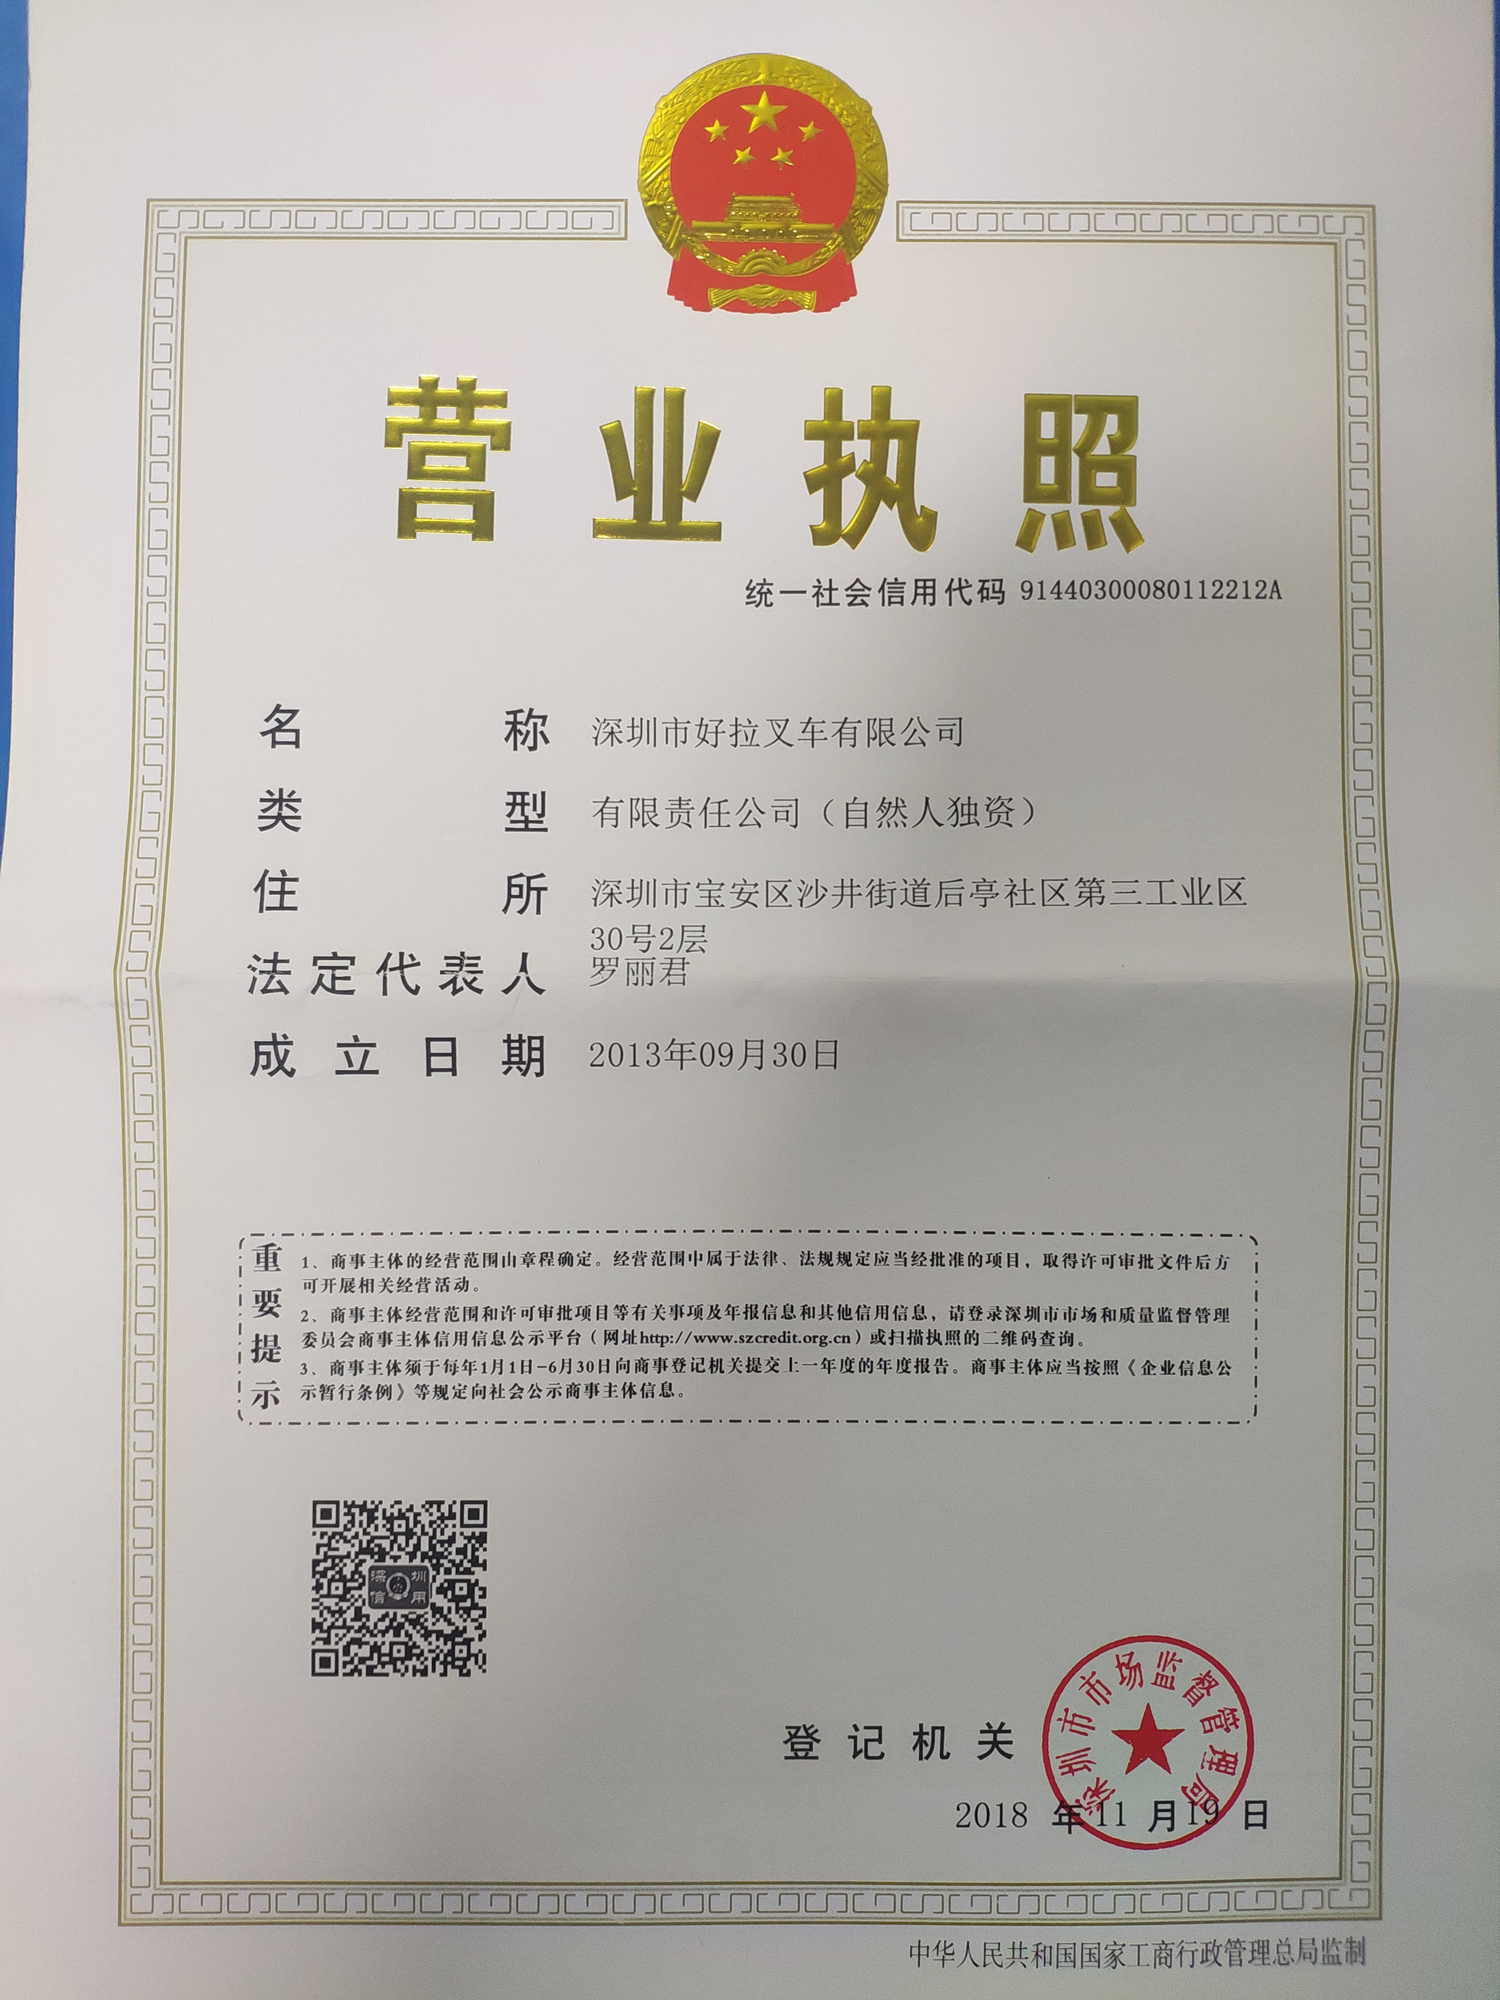 营业执照
统一社会信用代码 91440300080112212A
名称 深圳市好拉叉车有限公司
类型 有限责任公司（自然人独资）
住所 深圳市宝安区沙井街道后亭社区第三工业区
30号2层
法定代表人 罗丽君
成立日期 2013年09月30日
重要提示
1、商事主体的经营范围由章程确定。经营范围中属于法律、法规规定应当经批准的项目，取得许可审批文件后方
可开展相关经营活动。
2、商事主体经营范围和许可审批项目等有关事项及年报信息和其他信用信息，请登录深圳市市场和质量监督管理
委员会商事主体信用信息公示平台（网址http://www.szcredit.org.cn）或扫描执照的二维码查询。
3、商事主体须于每年1月1日-6月30日向商事登记机关提交上一年度的年度报告。商事主体应当按照《企业信息公
示暂行条例》等规定向社会公示商事主体信息。
深圳
信用
登记机关
深圳市市场监督管理局
2018 年11 月19 日
中华人民共和国国家工商行政管理总局监制